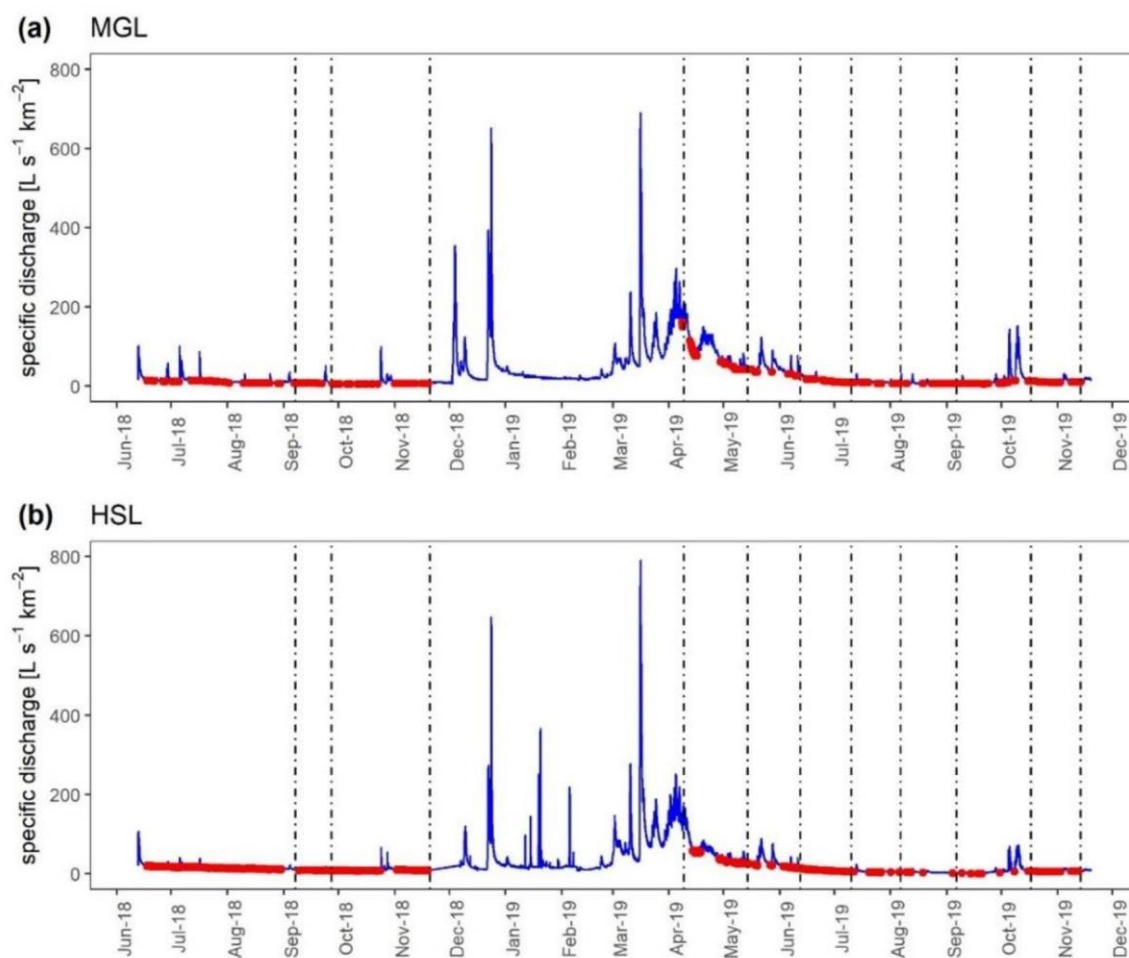 (a) MGL
specific discharge [L s⁻¹ km⁻²]
800
600
400
200
0
Jun-18
Jul-18
Aug-18
Sep-18
Oct-18
Nov-18
Dec-18
Jan-19
Feb-19
Mar-19
Apr-19
May-19
Jun-19
Jul-19
Aug-19
Sep-19
Oct-19
Nov-19
Dec-19
(b) HSL
specific discharge [L s⁻¹ km⁻²]
800
600
400
200
0
Jun-18
Jul-18
Aug-18
Sep-18
Oct-18
Nov-18
Dec-18
Jan-19
Feb-19
Mar-19
Apr-19
May-19
Jun-19
Jul-19
Aug-19
Sep-19
Oct-19
Nov-19
Dec-19